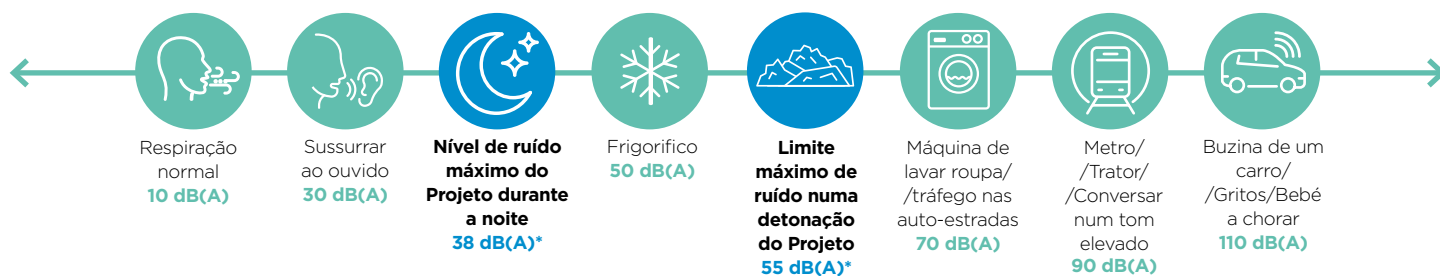 Respiração
normal
10 dB(A)
Sussurrar
ao ouvido
30 dB(A)
Nível de ruído
máximo do
Projeto durante
a noite
38 dB(A)*
Frigorifico
50 dB(A)
Limite
máximo de
ruído numa
detonação
do Projeto
55 dB(A)*
Máquina de
lavar roupa/
/tráfego nas
auto-estradas
70 dB(A)
Metro/
/Trator/
/Conversar
num tom
elevado
90 dB(A)
Buzina de um
carro/
/Gritos/Bebé
a chorar
110 dB(A)